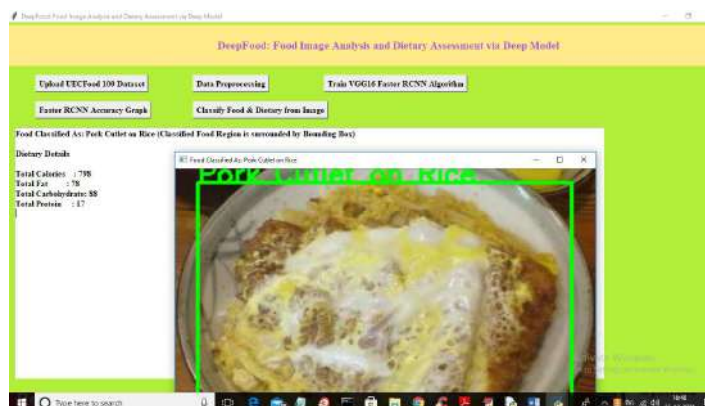 DeepFood: Food Image Analysis and Dietary Assessment via Deep Model
DeepFood: Food Image Analysis and Dietary Assessment via Deep Model
Upload UECFood 100 Dataset
Data Preprocessing
Train VGG16 Faster RCNN Algorithm
Faster RCNN Accuracy Graph
Classify Food & Dietary from Image
Food Classified As: Pork Cutlet on Rice (Classified Food Region is surrounded by Bounding Box)
Dietary Details
Total Calories : 798
Total Fat : 78
Total Carbohydrate: 88
Total Protein : 17
Food Classified As: Pork Cutlet on Rice
Pork Cutlet on Rice
Activate Windows
Type here to search